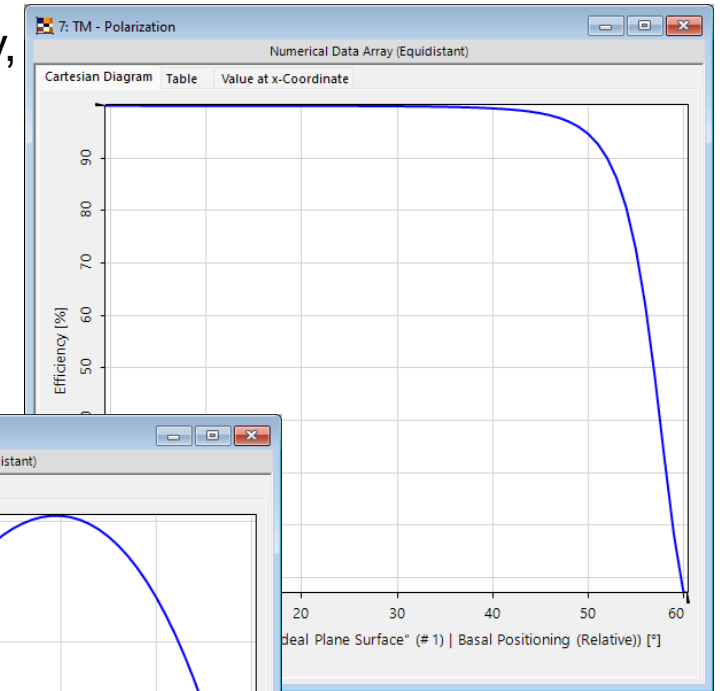 y,
7: TM - Polarization
Numerical Data Array (Equidistant)
Cartesian Diagram Table Value at x-Coordinate
90
80
70
60
50
Efficiency [%]
20 30 40 50 60
deal Plane Surface" (# 1) | Basal Positioning (Relative)) [°]
istant)